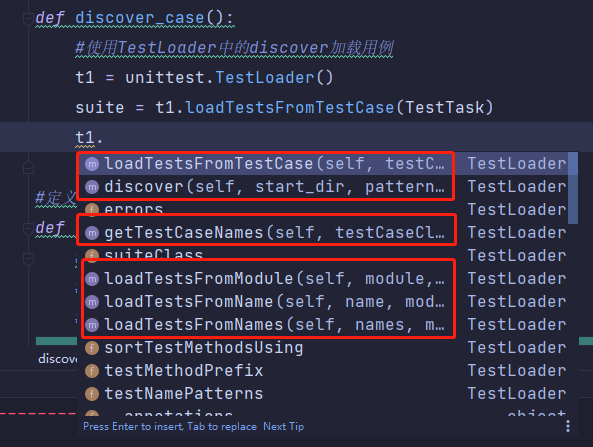 def discover_case():
#使用TestLoader中的discover加载用例
t1 = unittest.TestLoader()
suite = t1.loadTestsFromTestCase(TestTask)
t1.
m loadTestsFromTestCase(self, testC… TestLoader
m discover(self, start_dir, pattern… TestLoader
f errors TestLoader
#定义
m getTestCaseNames(self, testCaseCl… TestLoader
def
f suiteClass TestLoader
m loadTestsFromModule(self, module,… TestLoader
m loadTestsFromName(self, name, mod… TestLoader
m loadTestsFromNames(self, names, m… TestLoader
f sortTestMethodsUsing TestLoader
discove
f testMethodPrefix TestLoader
f testNamePatterns TestLoader
f __annotations__ object
Press Enter to insert, Tab to replace Next Tip